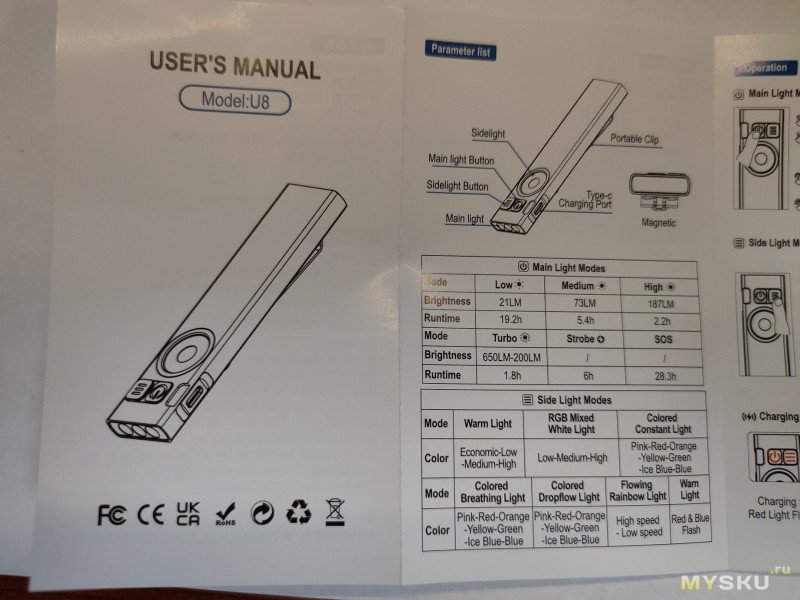 USER'S MANUAL
Model:U8
FC CE UK CA RoHS
Parameter list
Sidelight
Main light Button
Sidelight Button
Main light
Portable Clip
Type-c
Charging Port
Magnetic
Main Light Modes
Mode Low Medium High
Brightness 21LM 73LM 187LM
Runtime 19.2h 5.4h 2.2h
Mode Turbo Strobe SOS
Brightness 650LM-200LM / /
Runtime 1.8h 6h 28.3h
Side Light Modes
Mode Warm Light RGB Mixed White Light Colored Constant Light
Color Economic-Low -Medium-High Low-Medium-High Pink-Red-Orange -Yellow-Green -Ice Blue-Blue
Mode Colored Breathing Light Colored Dropflow Light Flowing Rainbow Light Warn Light
Color Pink-Red-Orange -Yellow-Green -Ice Blue-Blue Pink-Red-Orange -Yellow-Green -Ice Blue-Blue High speed - Low speed Red & Blue Flash
Operation
Main Light M
Side Light M
Charging
Charging
Red Light Fl
MYSKU.ru